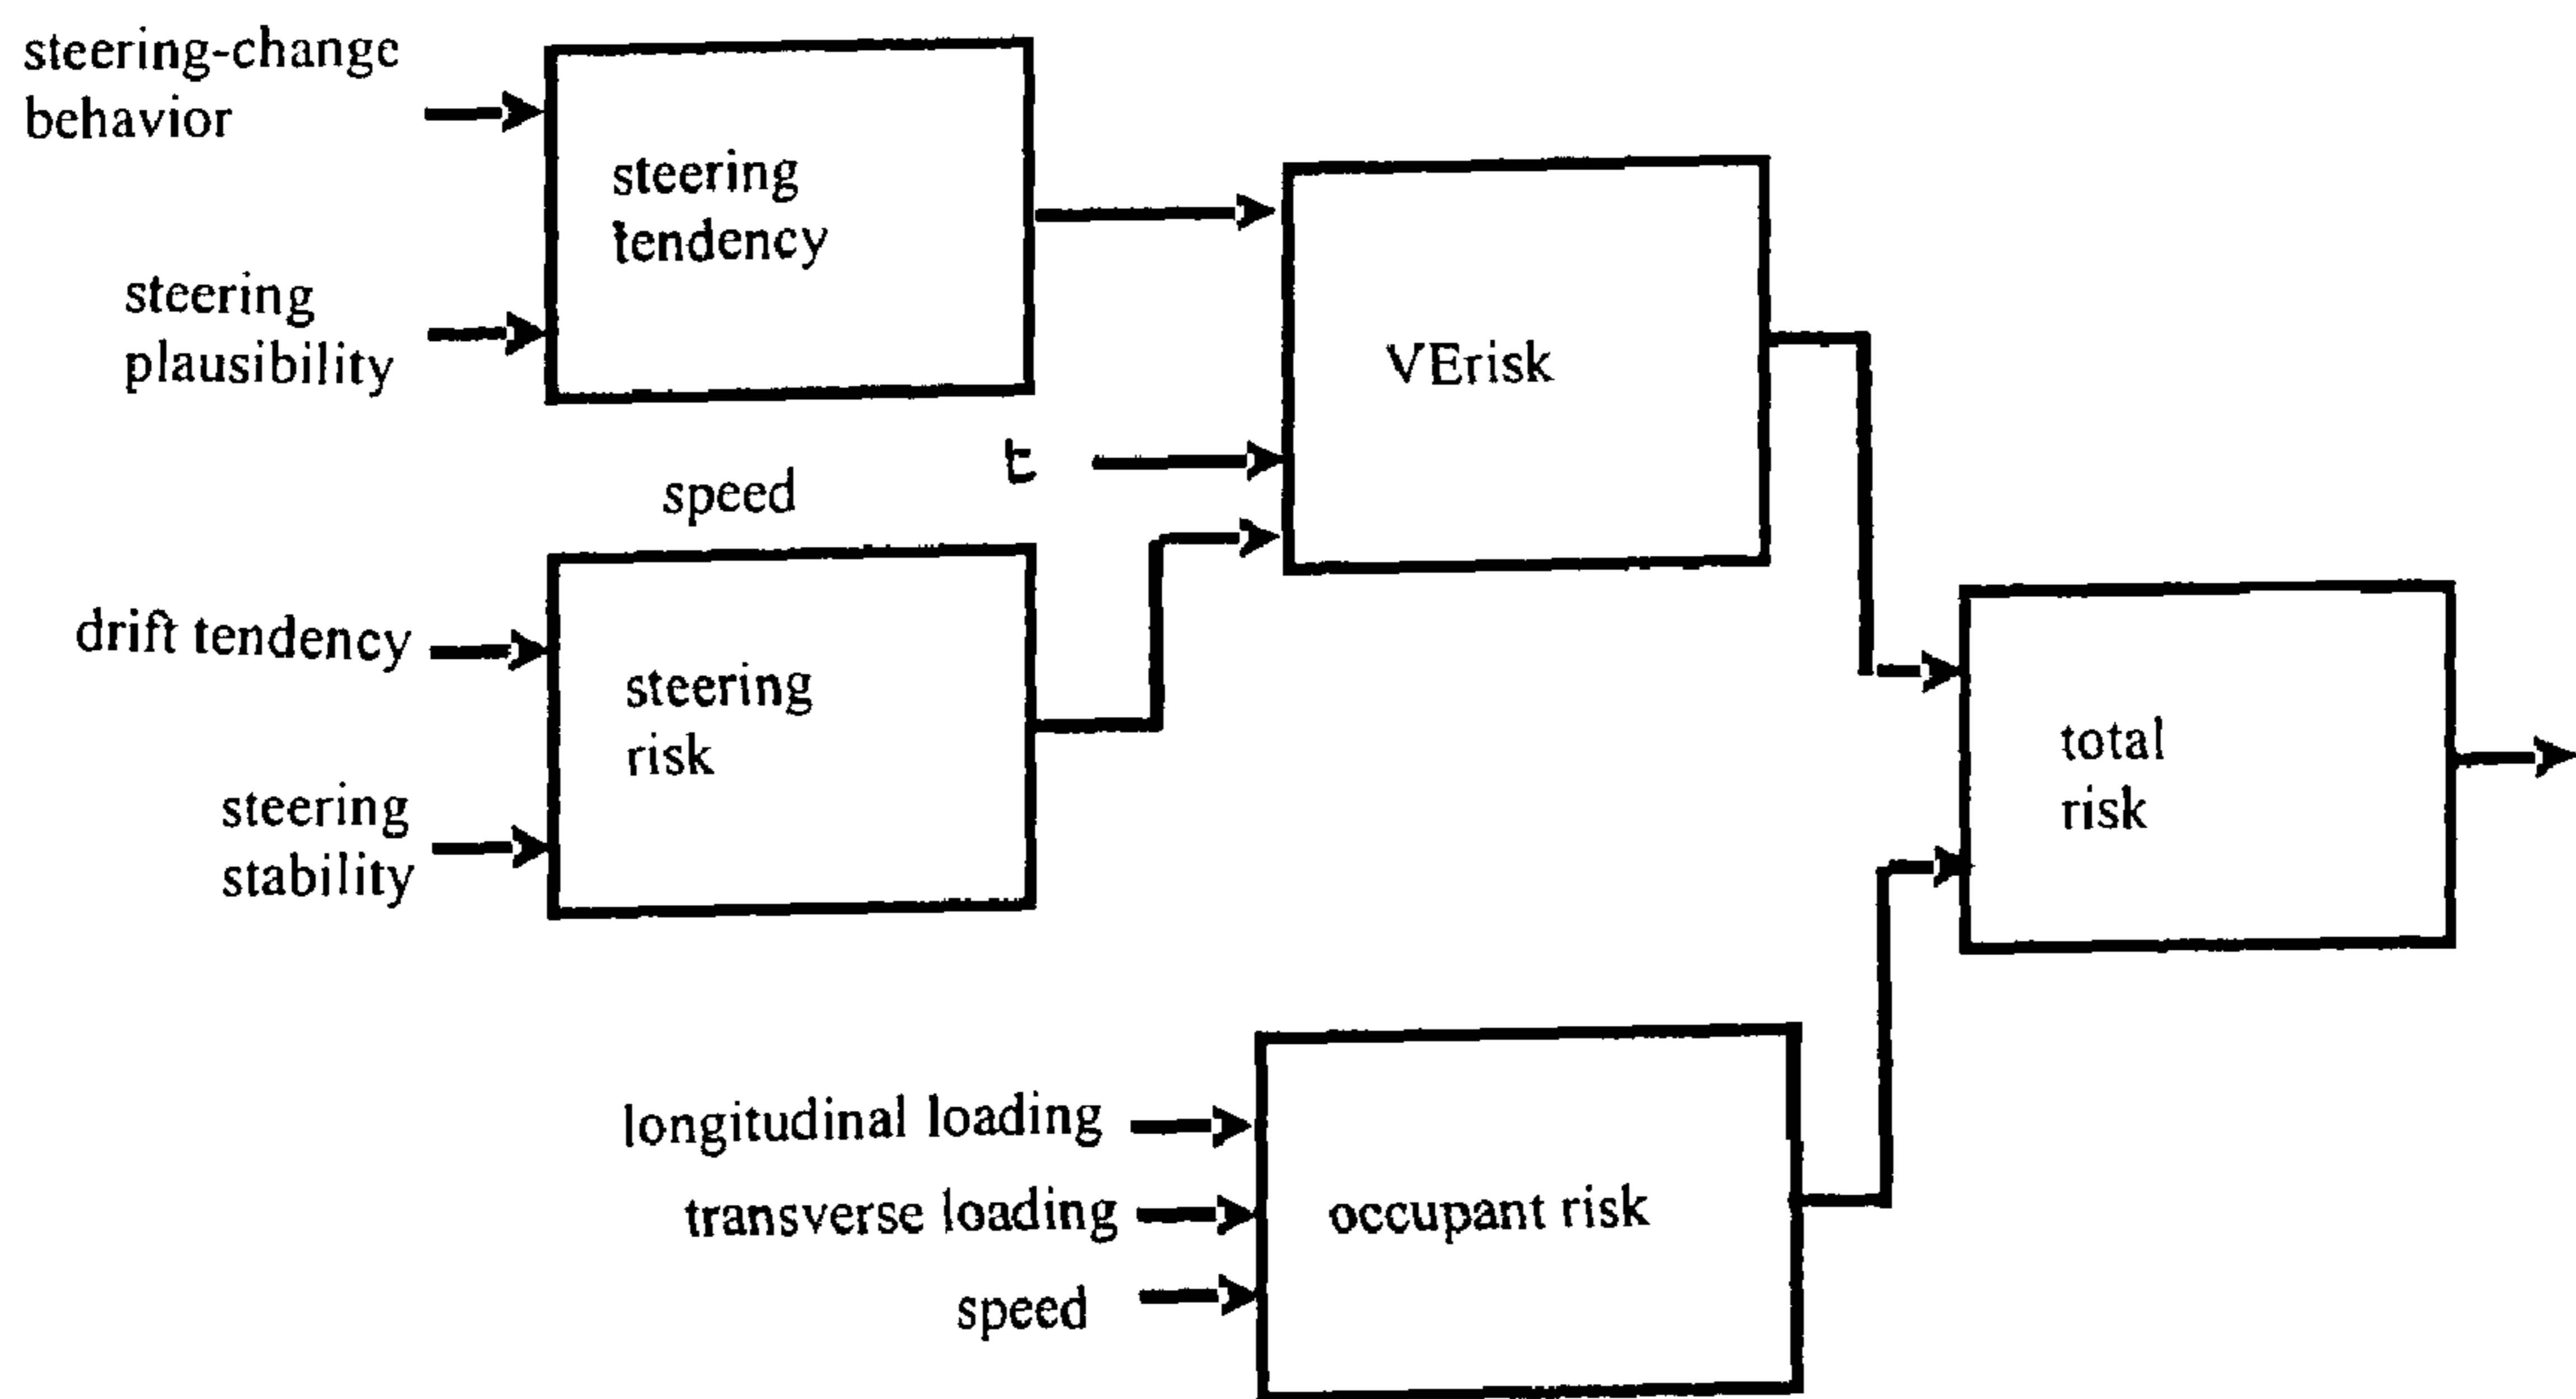 steering-change
behavior
steering
plausibility
steering
tendency
VErisk
t
speed
drift tendency
steering
stability
steering
risk
total
risk
longitudinal loading
transverse loading
speed
occupant risk